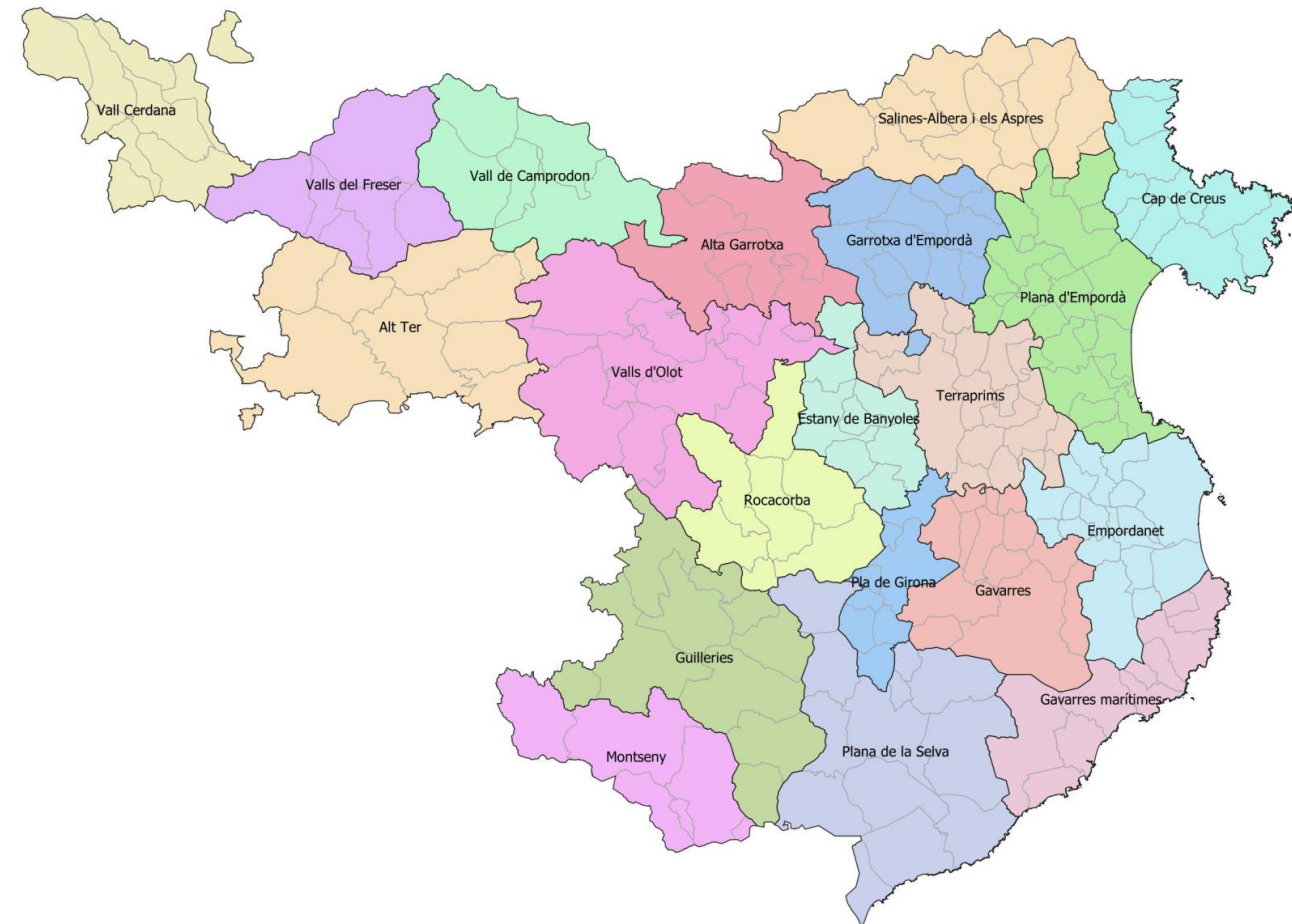 Vall Cerdana
Salines-Albera i els Aspres
Vall de Camprodon
Valls del Freser
Cap de Creus
Alta Garrotxa
Garrotxa d'Empordà
Plana d'Empordà
Alt Ter
Valls d'Olot
Terraprims
Estany de Banyoles
Rocacorba
Empordanet
Pla de Girona
Gavarres
Guilleries
Gavarres marítimes
Plana de la Selva
Montseny